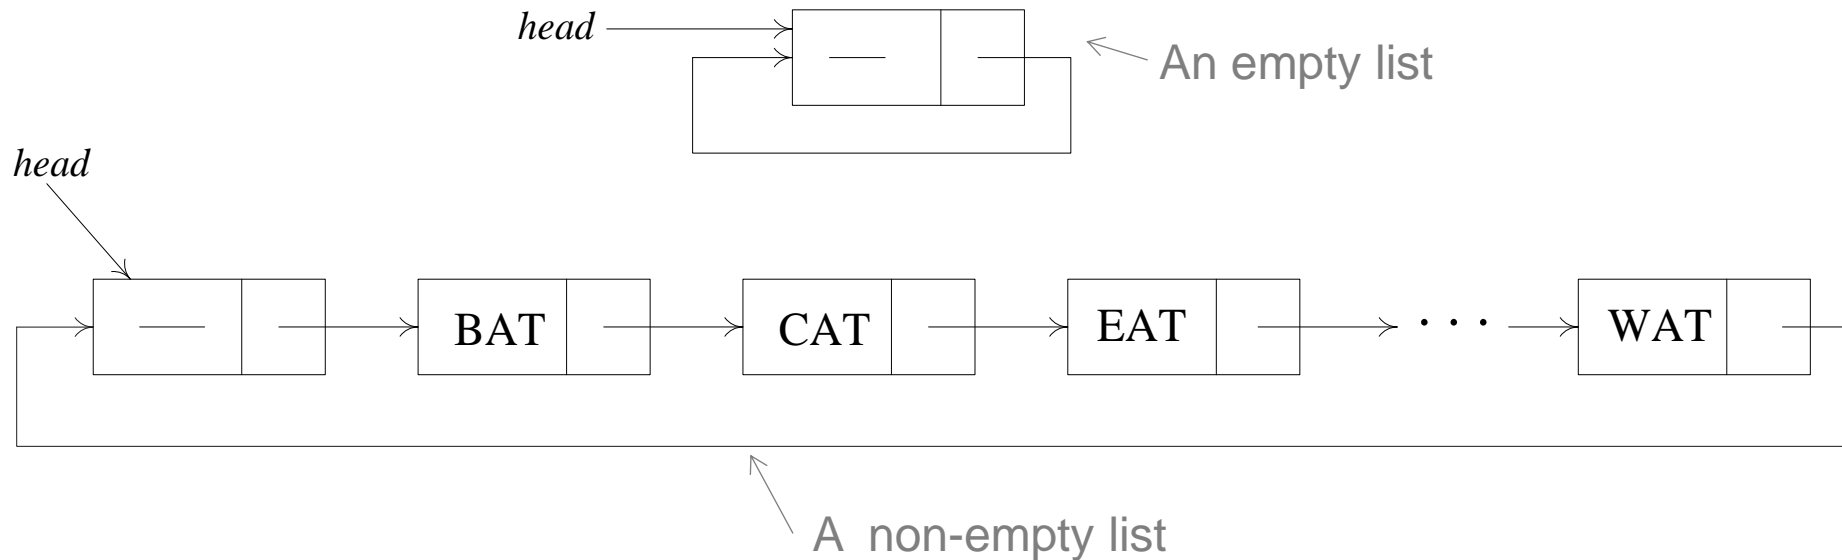 head
An empty list
head
BAT CAT EAT . . . WAT
A non-empty list